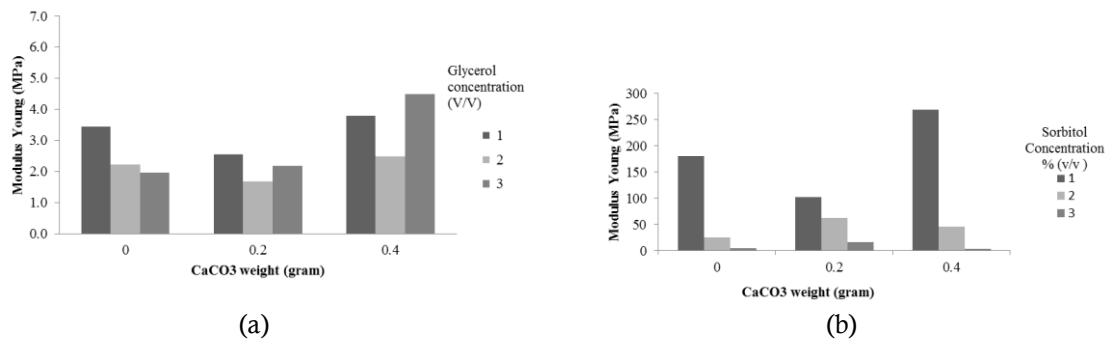 7.0
6.0
5.0
4.0
3.0
2.0
1.0
0.0
Modulus Young (MPa)
0
0.2
0.4
CaCO3 weight (gram)
Glycerol
concentration
(V/V)
1
2
3
(a)
300
250
200
150
100
50
0
Modulus Young (MPa)
0
0.2
0.4
CaCO3 weight (gram)
Sorbitol
Concentration
% (v/v )
1
2
3
(b)